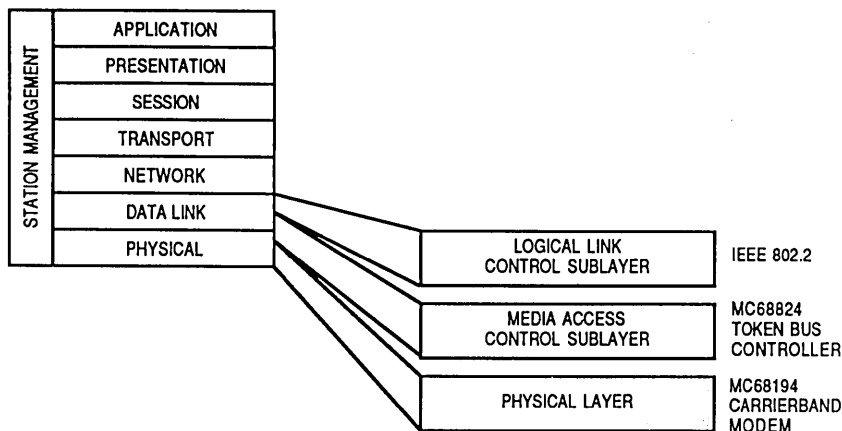 STATION MANAGEMENT
APPLICATION
PRESENTATION
SESSION
TRANSPORT
NETWORK
DATA LINK
PHYSICAL
LOGICAL LINK
CONTROL SUBLAYER
IEEE 802.2
MEDIA ACCESS
CONTROL SUBLAYER
MC68824
TOKEN BUS
CONTROLLER
PHYSICAL LAYER
MC68194
CARRIERBAND
MODEM